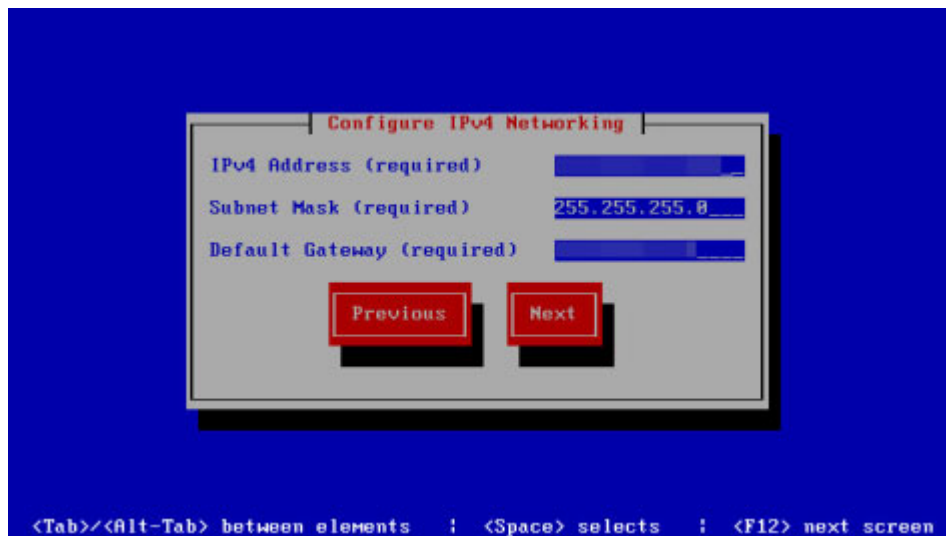 Configure IPv4 Networking
IPv4 Address (required)
Subnet Mask (required) 255.255.255.0___
Default Gateway (required)
Previous Next
<Tab>/<Alt-Tab> between elements ¦ <Space> selects ¦ <F12> next screen